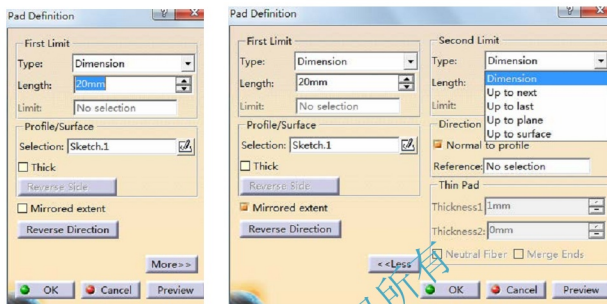 Pad Definition
First Limit
Type: Dimension
Length: 20mm
Limit: No selection
Profile/Surface
Selection: Sketch.1
Thick
Reverse Side
Mirrored extent
Reverse Direction
More>>
OK Cancel Preview
Pad Definition
First Limit
Type: Dimension
Length: 20mm
Limit: No selection
Profile/Surface
Selection: Sketch.1
Thick
Reverse Side
Mirrored extent
Reverse Direction
<<Less
Second Limit
Type: Dimension
Length: Dimension
Up to next
Limit: Up to last
Up to plane
Direction Up to surface
Normal to profile
Reference: No selection
Thin Pad
Thickness1 1mm
Thickness2: 0mm
Neutral Fiber Merge Ends
OK Cancel Preview
所有